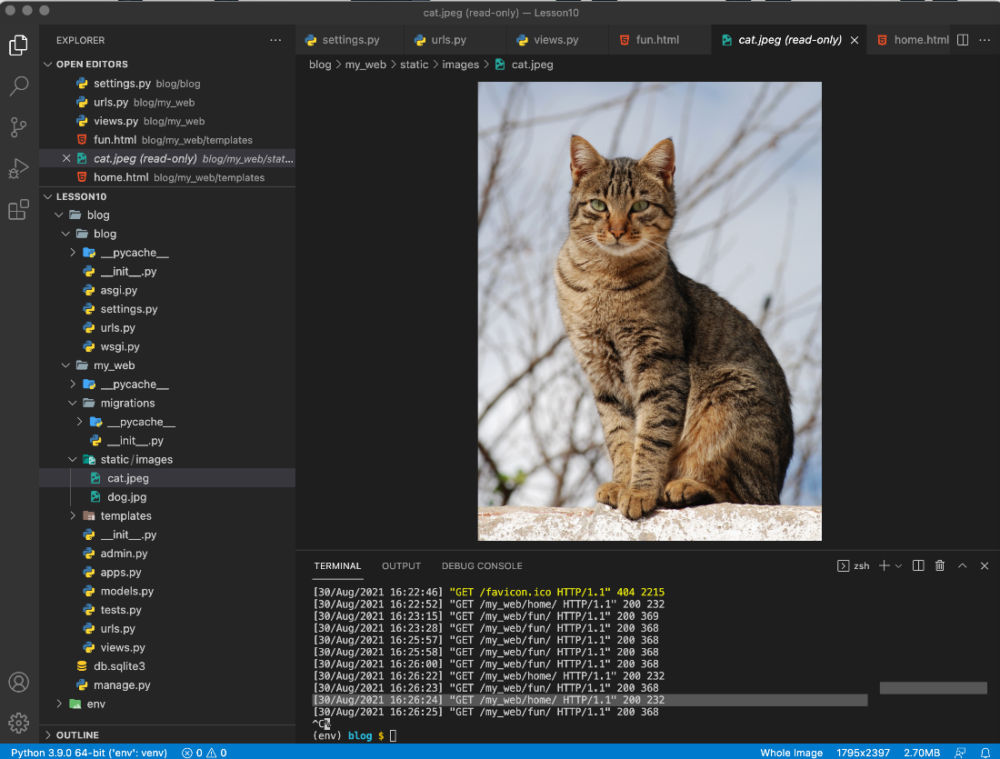 cat.jpeg (read-only) — Lesson10
EXPLORER
settings.py
urls.py
views.py
fun.html
cat.jpeg (read-only)
home.html
blog > my_web > static > images > cat.jpeg
OPEN EDITORS
settings.py blog/blog
urls.py blog/my_web
views.py blog/my_web
fun.html blog/my_web/templates
cat.jpeg (read-only) blog/my_web/stat...
home.html blog/my_web/templates
LESSON10
blog
blog
__pycache__
__init__.py
asgi.py
settings.py
urls.py
wsgi.py
my_web
__pycache__
migrations
__pycache__
__init__.py
static/images
cat.jpeg
dog.jpg
templates
__init__.py
admin.py
apps.py
models.py
tests.py
urls.py
views.py
db.sqlite3
manage.py
env
OUTLINE
TERMINAL OUTPUT DEBUG CONSOLE zsh
[30/Aug/2021 16:22:46] "GET /favicon.ico HTTP/1.1" 404 2215
[30/Aug/2021 16:22:52] "GET /my_web/home/ HTTP/1.1" 200 232
[30/Aug/2021 16:23:15] "GET /my_web/fun/ HTTP/1.1" 200 369
[30/Aug/2021 16:23:28] "GET /my_web/fun/ HTTP/1.1" 200 368
[30/Aug/2021 16:25:57] "GET /my_web/fun/ HTTP/1.1" 200 368
[30/Aug/2021 16:25:58] "GET /my_web/fun/ HTTP/1.1" 200 368
[30/Aug/2021 16:26:00] "GET /my_web/fun/ HTTP/1.1" 200 368
[30/Aug/2021 16:26:22] "GET /my_web/home/ HTTP/1.1" 200 232
[30/Aug/2021 16:26:23] "GET /my_web/fun/ HTTP/1.1" 200 368
[30/Aug/2021 16:26:24] "GET /my_web/home/ HTTP/1.1" 200 232
[30/Aug/2021 16:26:25] "GET /my_web/fun/ HTTP/1.1" 200 368
^C
(env) blog $
Python 3.9.0 64-bit ('env': venv) 0 0 Whole Image 1795x2397 2.70MB